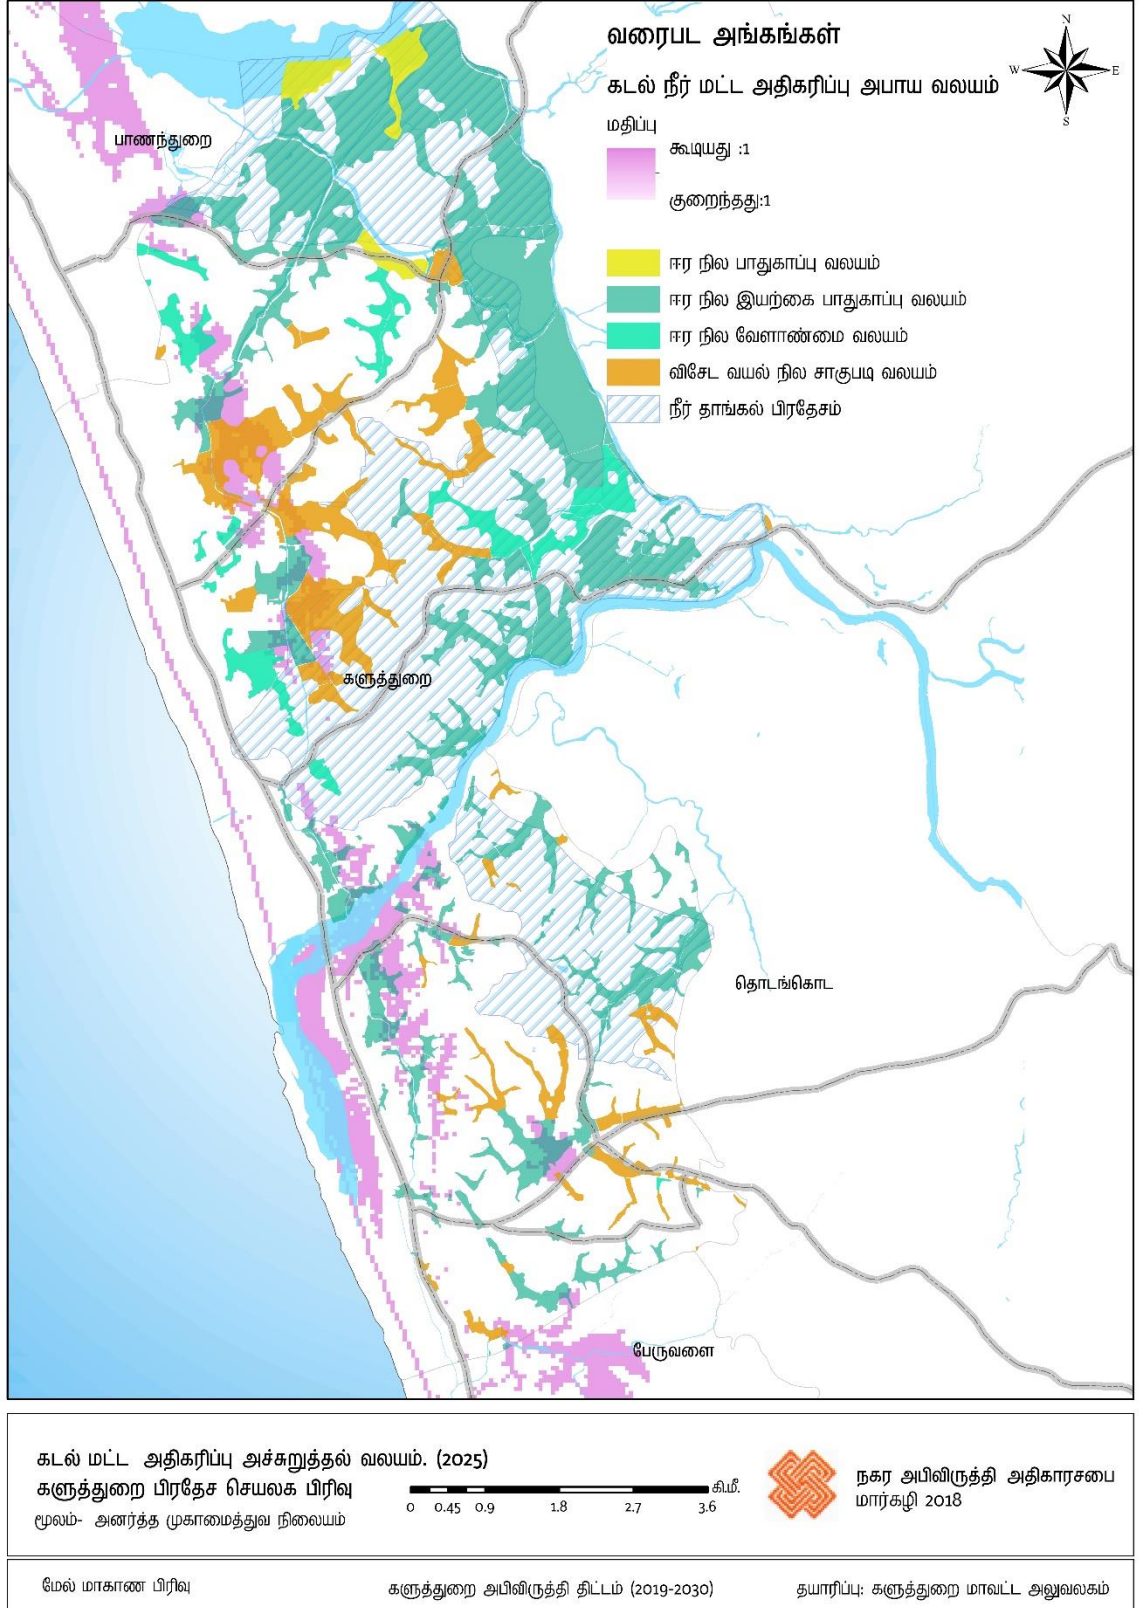 வரைபட அங்கங்கள்
கடல் நீர் மட்ட அதிகரிப்பு அபாய வலயம்
மதிப்பு
கூடியது :1
குறைந்தது:1
ஈர நில பாதுகாப்பு வலயம்
ஈர நில இயற்கை பாதுகாப்பு வலயம்
ஈர நில வேளாண்மை வலயம்
விசேட வயல் நில சாகுபடி வலயம்
நீர் தாங்கல் பிரதேசம்
N
W
E
S
பாணந்துறை
களுத்துறை
தொடங்கொட
பேருவளை
கடல் மட்ட அதிகரிப்பு அச்சுறுத்தல் வலயம். (2025)
களுத்துறை பிரதேச செயலக பிரிவு
மூலம்- அனர்த்த முகாமைத்துவ நிலையம்
கி.மீ.
0 0.45 0.9 1.8 2.7 3.6
நகர அபிவிருத்தி அதிகாரசபை
மார்கழி 2018
மேல் மாகாண பிரிவு
களுத்துறை அபிவிருத்தி திட்டம் (2019-2030)
தயாரிப்பு: களுத்துறை மாவட்ட அலுவலகம்